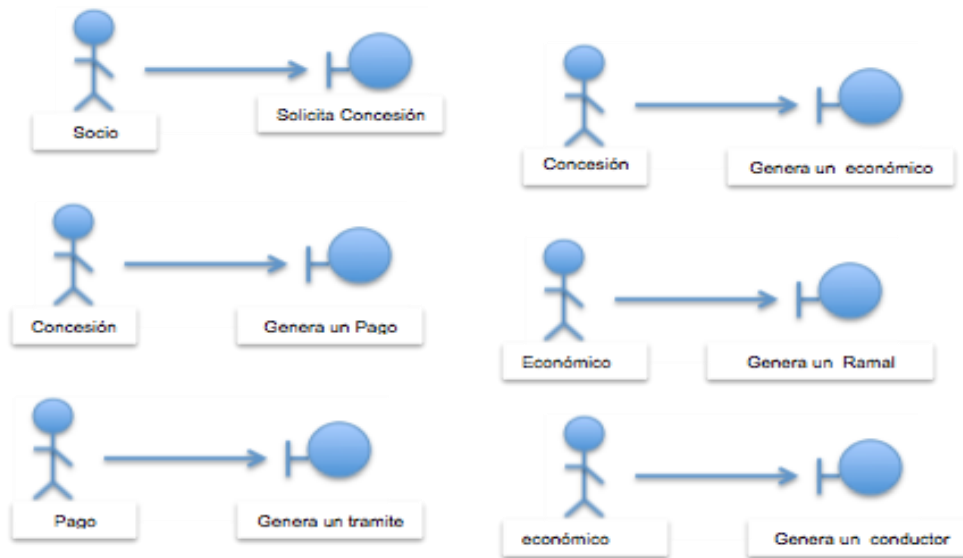 Socio
Solicita Concesión
Concesión
Genera un Pago
Pago
Genera un tramite
Concesión
Genera un económico
Económico
Genera un Ramal
económico
Genera un conductor